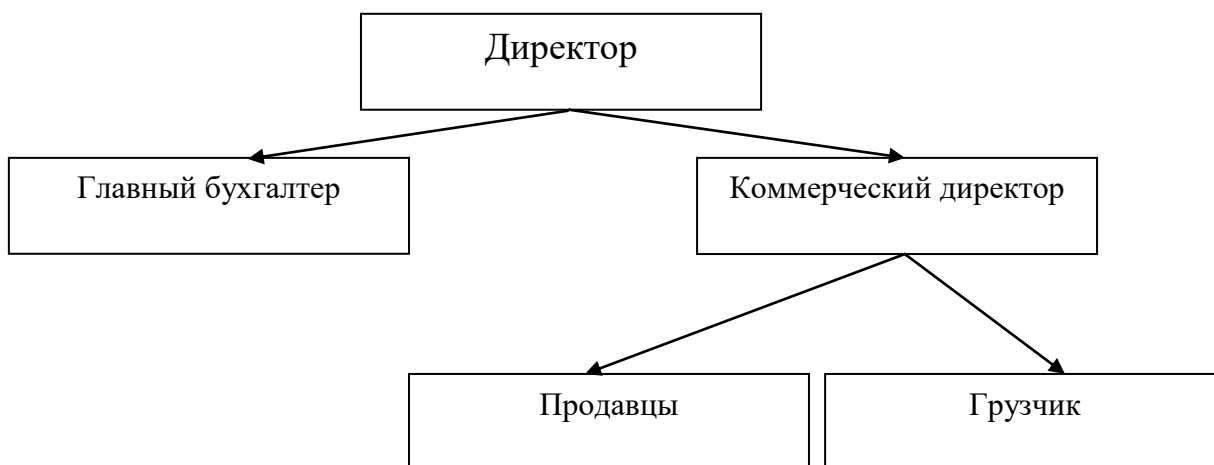 Директор
Главный бухгалтер
Коммерческий директор
Продавцы
Грузчик